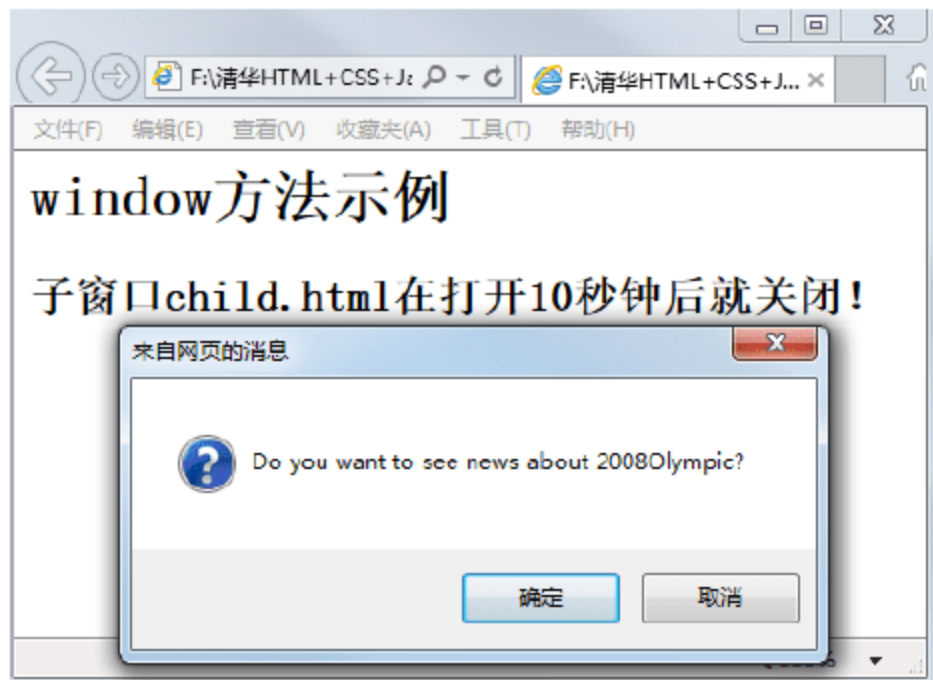 F:\清华HTML+CSS+Ja
F:\清华HTML+CSS+J...
文件(F) 编辑(E) 查看(V) 收藏夹(A) 工具(T) 帮助(H)
window方法示例
子窗口child.html在打开10秒钟后就关闭!
来自网页的消息
Do you want to see news about 2008Olympic?
确定 取消